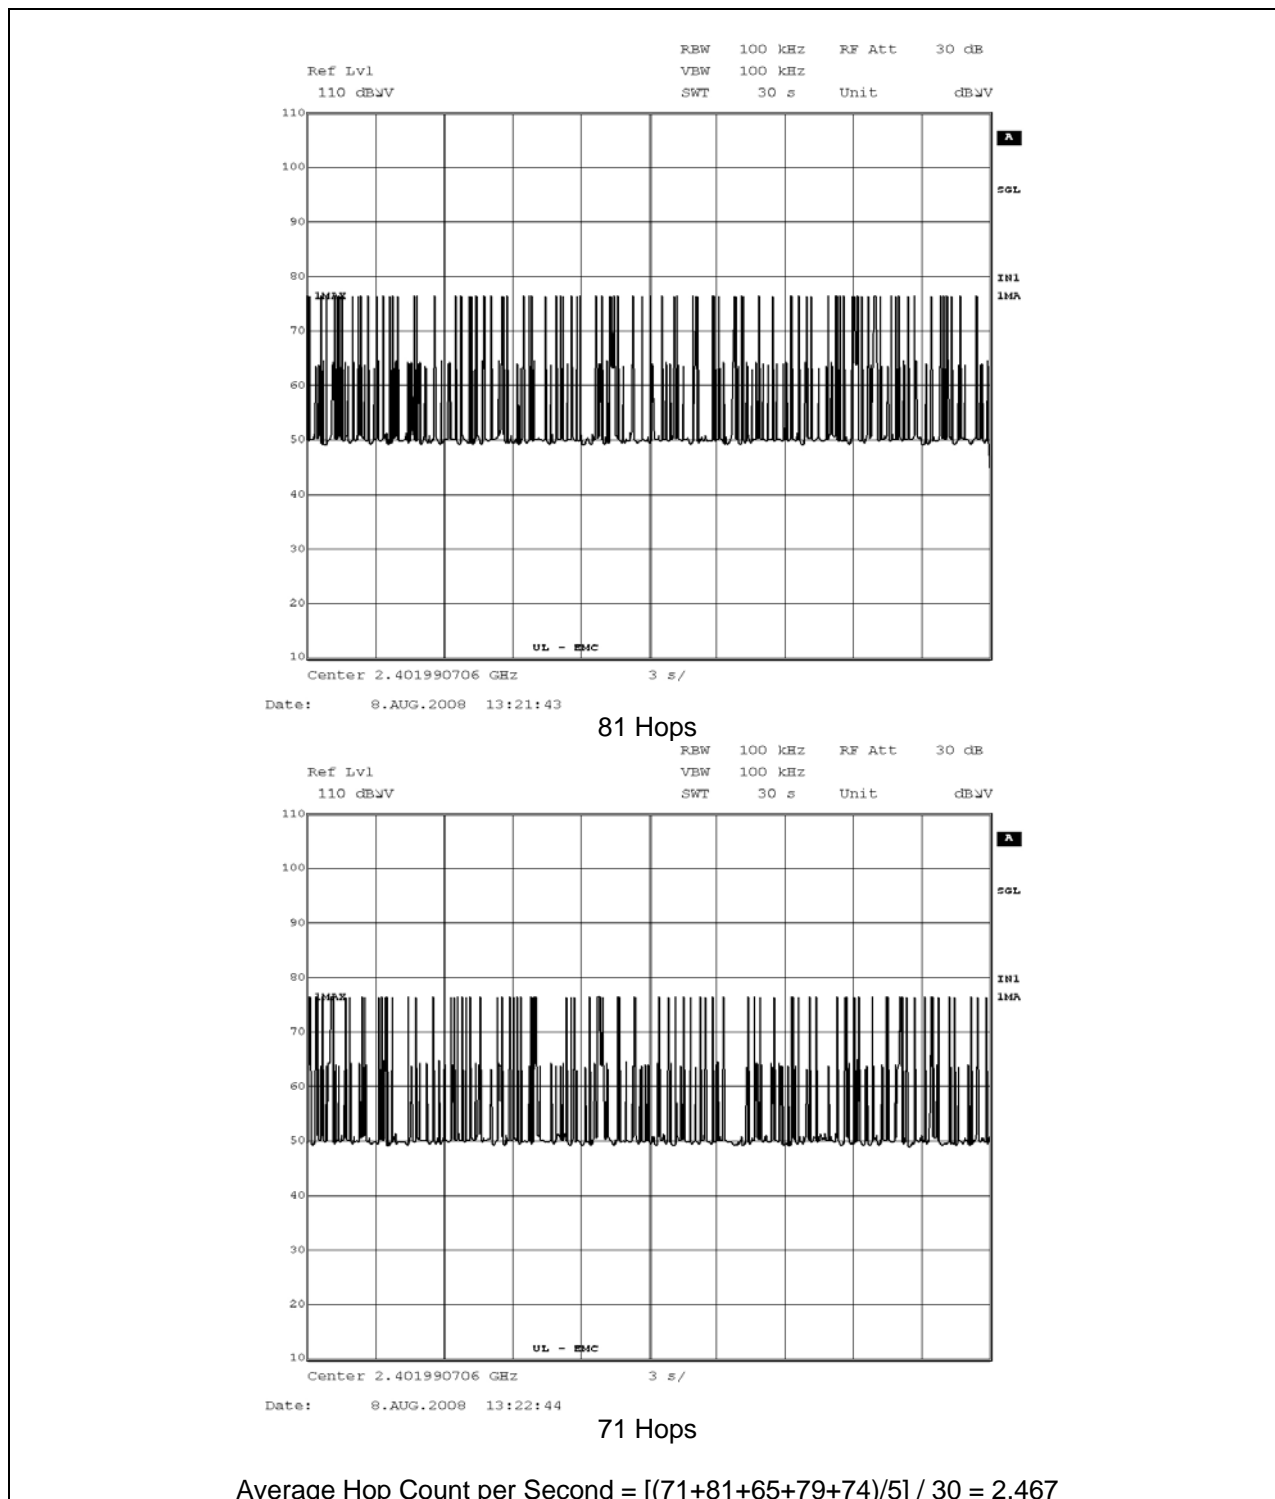 RBW 100 kHz RF Att 30 dB
Ref Lvl VBW 100 kHz
110 dBµV SWT 30 s Unit dBµV
110
A
100
SGL
90
80 IN1
1MAX 1MA
70
60
50
40
30
20
UL - EMC
10
Center 2.401990706 GHz 3 s/
Date: 8.AUG.2008 13:21:43
81 Hops
RBW 100 kHz RF Att 30 dB
Ref Lvl VBW 100 kHz
110 dBµV SWT 30 s Unit dBµV
110
A
100
SGL
90
80 IN1
1MAX 1MA
70
60
50
40
30
20
UL - EMC
10
Center 2.401990706 GHz 3 s/
Date: 8.AUG.2008 13:22:44
71 Hops
Average Hop Count per Second = [(71+81+65+79+74)/5] / 30 = 2.467